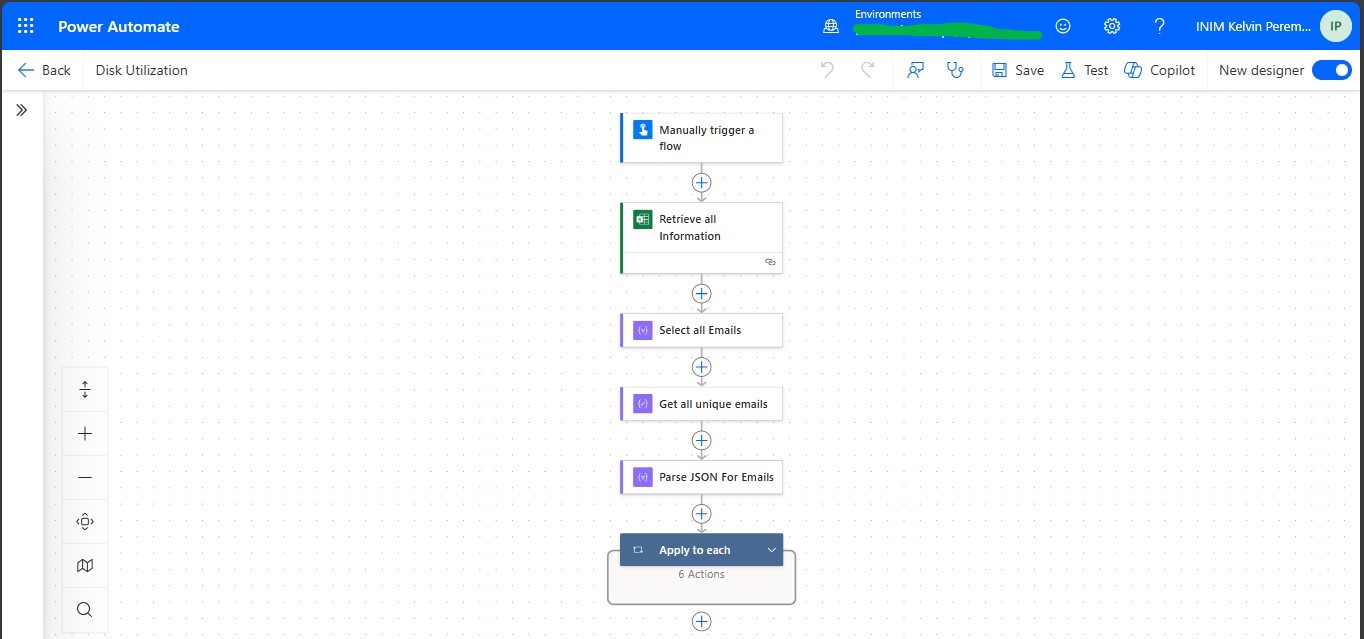 Power Automate
Environments
INIM Kelvin Perem...
IP
Back
Disk Utilization
Save
Test
Copilot
New designer
Manually trigger a
flow
Retrieve all
Information
Select all Emails
Get all unique emails
Parse JSON For Emails
Apply to each
6 Actions